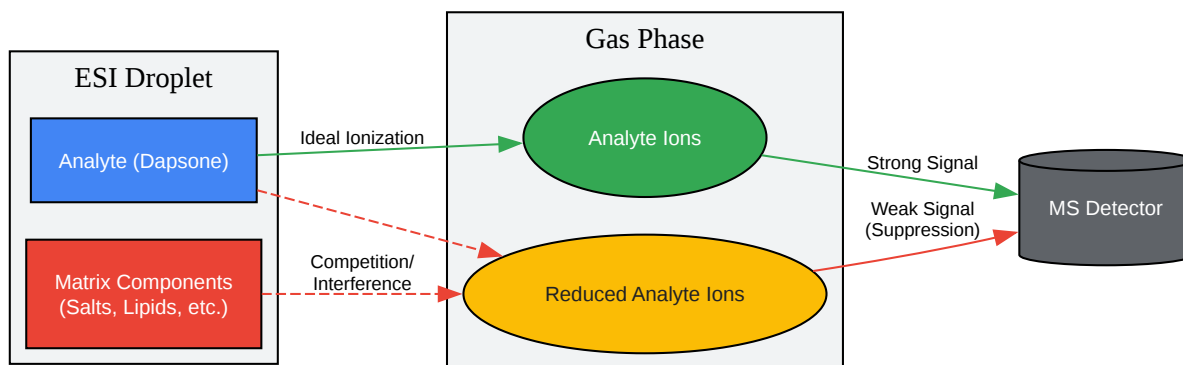 ESI Droplet
Analyte (Dapsone)
Matrix Components
(Salts, Lipids, etc.)
Ideal Ionization
Competition/
Interference
Gas Phase
Analyte Ions
Reduced Analyte Ions
Strong Signal
Weak Signal
(Suppression)
MS Detector